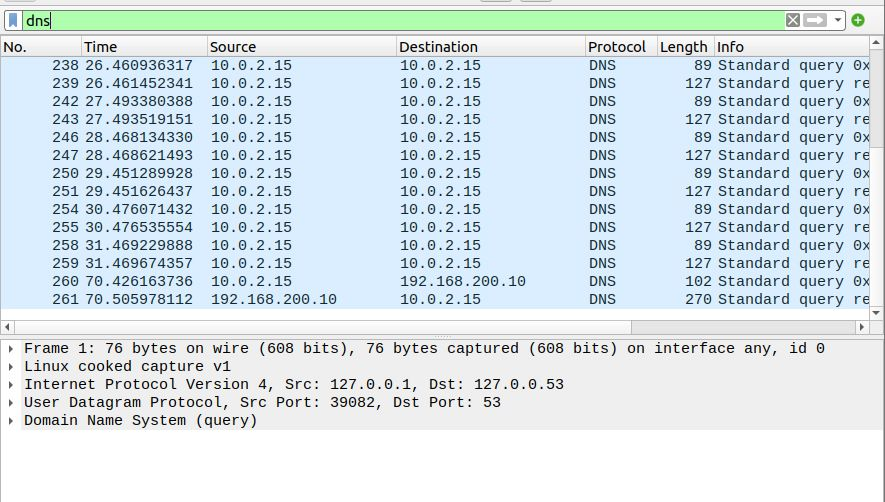 dns
No. Time Source Destination Protocol Length Info
238 26.460936317 10.0.2.15 10.0.2.15 DNS 89 Standard query 0x
239 26.461452341 10.0.2.15 10.0.2.15 DNS 127 Standard query re
242 27.493380388 10.0.2.15 10.0.2.15 DNS 89 Standard query 0x
243 27.493519151 10.0.2.15 10.0.2.15 DNS 127 Standard query re
246 28.468134330 10.0.2.15 10.0.2.15 DNS 89 Standard query 0x
247 28.468621493 10.0.2.15 10.0.2.15 DNS 127 Standard query re
250 29.451289928 10.0.2.15 10.0.2.15 DNS 89 Standard query 0x
251 29.451626437 10.0.2.15 10.0.2.15 DNS 127 Standard query re
254 30.476071432 10.0.2.15 10.0.2.15 DNS 89 Standard query 0x
255 30.476535554 10.0.2.15 10.0.2.15 DNS 127 Standard query re
258 31.469229888 10.0.2.15 10.0.2.15 DNS 89 Standard query 0x
259 31.469674357 10.0.2.15 10.0.2.15 DNS 127 Standard query re
260 70.426163736 10.0.2.15 192.168.200.10 DNS 102 Standard query 0x
261 70.505978112 192.168.200.10 10.0.2.15 DNS 270 Standard query re
Frame 1: 76 bytes on wire (608 bits), 76 bytes captured (608 bits) on interface any, id 0
Linux cooked capture v1
Internet Protocol Version 4, Src: 127.0.0.1, Dst: 127.0.0.53
User Datagram Protocol, Src Port: 39082, Dst Port: 53
Domain Name System (query)